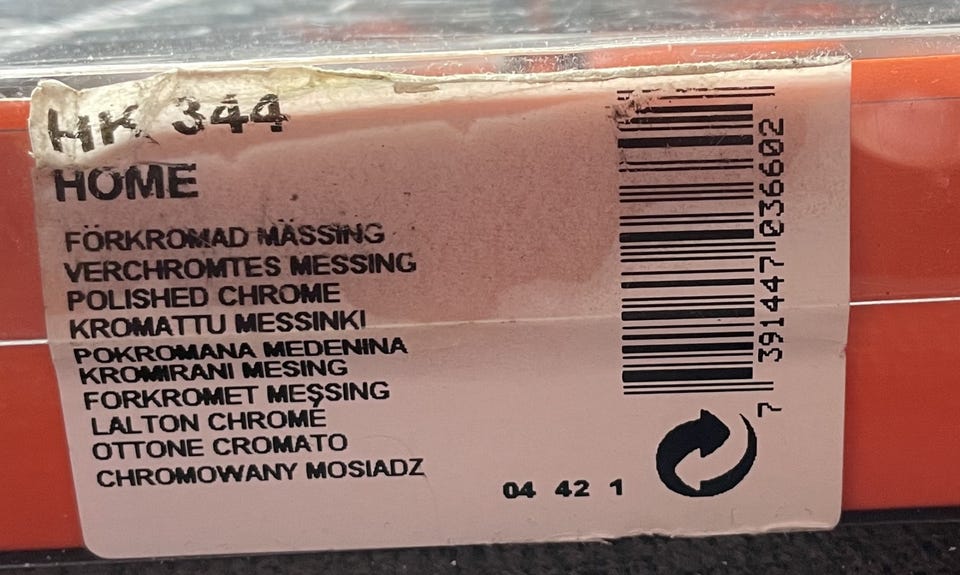 HK 344
HOME
FÖRKROMAD MÄSSING
VERCHROMTES MESSING
POLISHED CHROME
KROMATTU MESSINKI
POKROMANA MEDENINA
KROMIRANI MESING
FORKROMET MESSING
LALTON CHROMÉ
OTTONE CROMATO
CHROMOWANY MOSIADZ
04 42 1
7 391447 036602